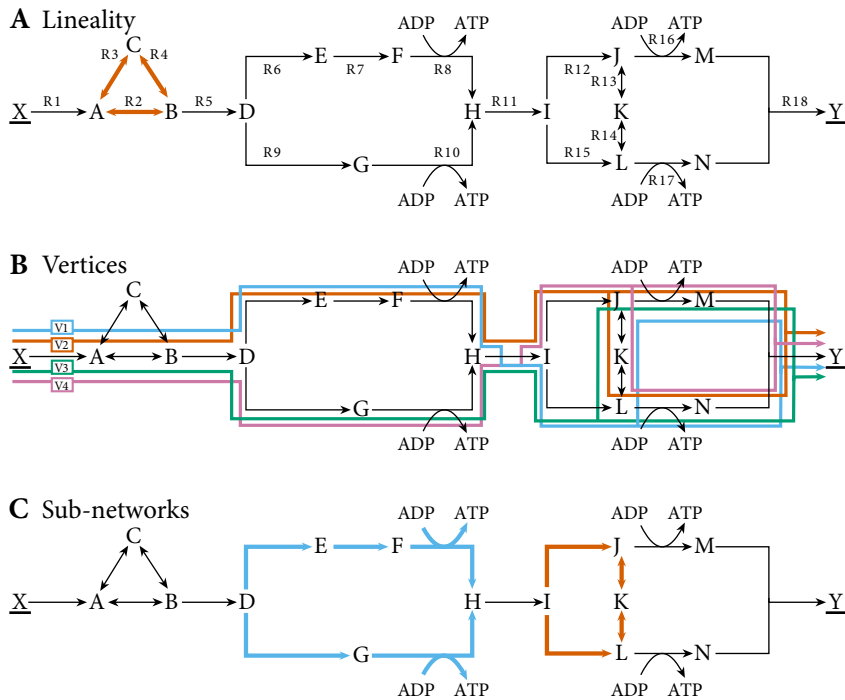 A Lineality
ADP ATP ADP ATP
R16
R3 C R4
E F J M
R6 R7 R8 R12 R13
X R1 A R2 B R5 D H R11 I K R18 Y
R14
R9 R10 R15
G L N
R17
ADP ATP ADP ATP
B Vertices
ADP ATP ADP ATP
C
E F J M
V1
V2
X A B D H I K Y
V3
V4
G L N
ADP ATP ADP ATP
C Sub-networks
ADP ATP ADP ATP
C
E F J M
X A B D H I K Y
G L N
ADP ATP ADP ATP